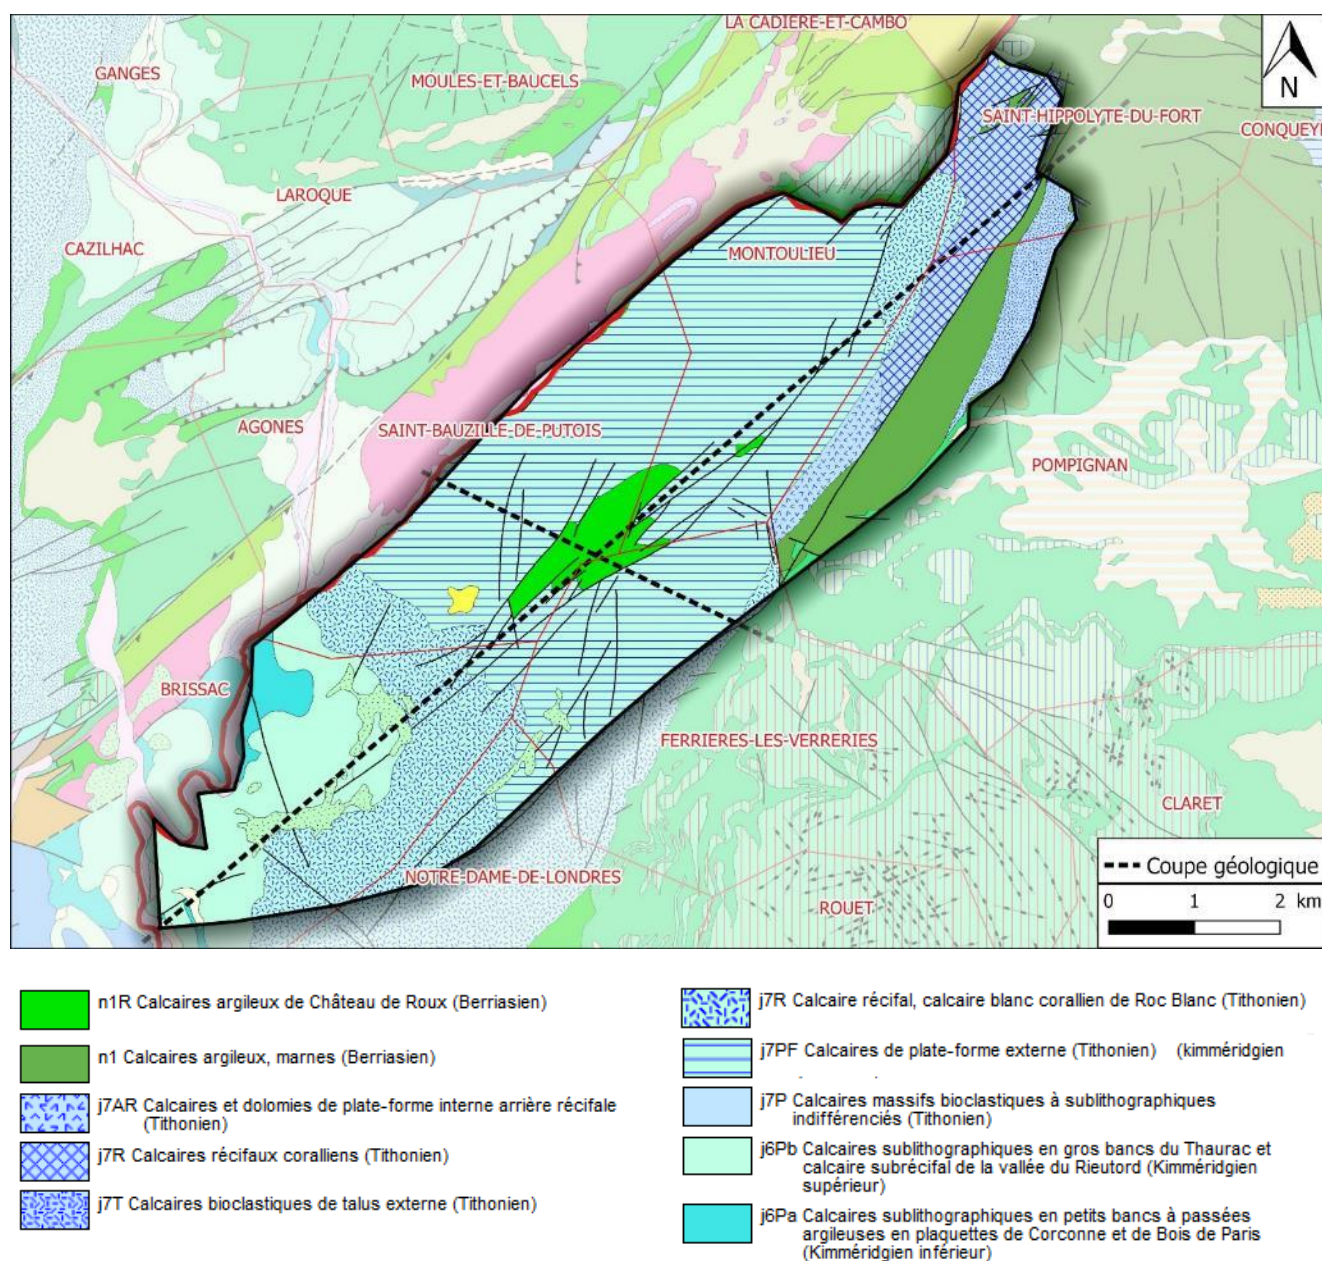 LA CADIERE-ET-CAMBO
GANGES
MOULES-ET-BAUCELS
N
SAINT-HIPPOLYTE-DU-FORT
CONQUEY
LAROQUE
CAZILHAC
MONTOULIEU
AGONES
SAINT-BAUZILLE-DE-PUTOIS
POMPIGNAN
BRISSAC
FERRIERES-LES-VERRERIES
CLARET
NOTRE-DAME-DE-LONDRES
ROUET
Coupe géologique
0 1 2 km
n1R Calcaires argileux de Château de Roux (Berriasien)
n1 Calcaires argileux, marnes (Berriasien)
j7AR Calcaires et dolomies de plate-forme interne arrière récifale
(Tithonien)
j7R Calcaires récifaux coralliens (Tithonien)
j7T Calcaires bioclastiques de talus externe (Tithonien)
j7R Calcaire récifal, calcaire blanc corallien de Roc Blanc (Tithonien)
j7PF Calcaires de plate-forme externe (Tithonien) (kimméridgien
j7P Calcaires massifs bioclastiques à sublithographiques
indifférenciés (Tithonien)
j6Pb Calcaires sublithographiques en gros bancs du Thaurac et
calcaire subrécifal de la vallée du Rieutord (Kimméridgien
supérieur)
j6Pa Calcaires sublithographiques en petits bancs à passées
argileuses en plaquettes de Corconne et de Bois de Paris
(Kimméridgien inférieur)